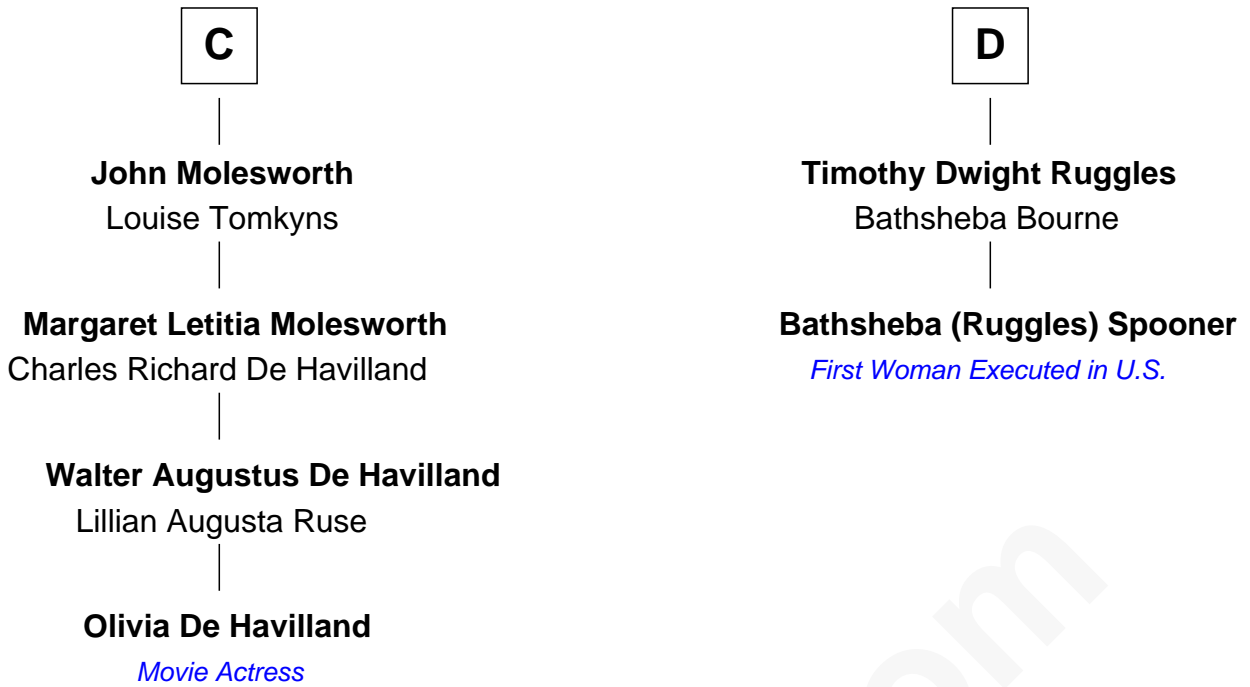 C
John Molesworth
Louise Tomkyns
Margaret Letitia Molesworth
Charles Richard De Havilland
Walter Augustus De Havilland
Lillian Augusta Ruse
Olivia De Havilland
Movie Actress
D
Timothy Dwight Ruggles
Bathsheba Bourne
Bathsheba (Ruggles) Spooner
First Woman Executed in U.S.
om